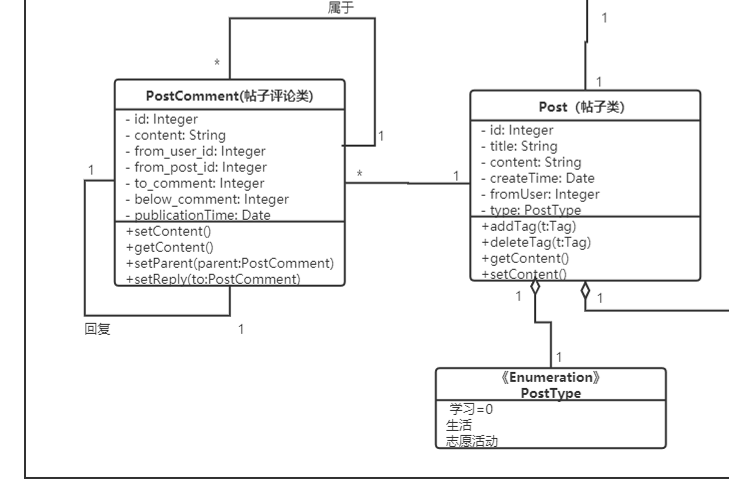 属于
1
*
1
PostComment(帖子评论类)
- id: Integer
- content: String
- from_user_id: Integer
- from_post_id: Integer
- to_comment: Integer
- below_comment: Integer
- publicationTime: Date
+setContent()
+getContent()
+setParent(parent:PostComment)
+setReply(to:PostComment)
1
1
回复
1
*
1
Post（帖子类)
- id: Integer
- title: String
- content: String
- createTime: Date
- fromUser: Integer
- type: PostType
+addTag(t:Tag)
+deleteTag(t:Tag)
+getContent()
+setContent()
1
1
1
《Enumeration》
PostType
学习=0
生活
志愿活动